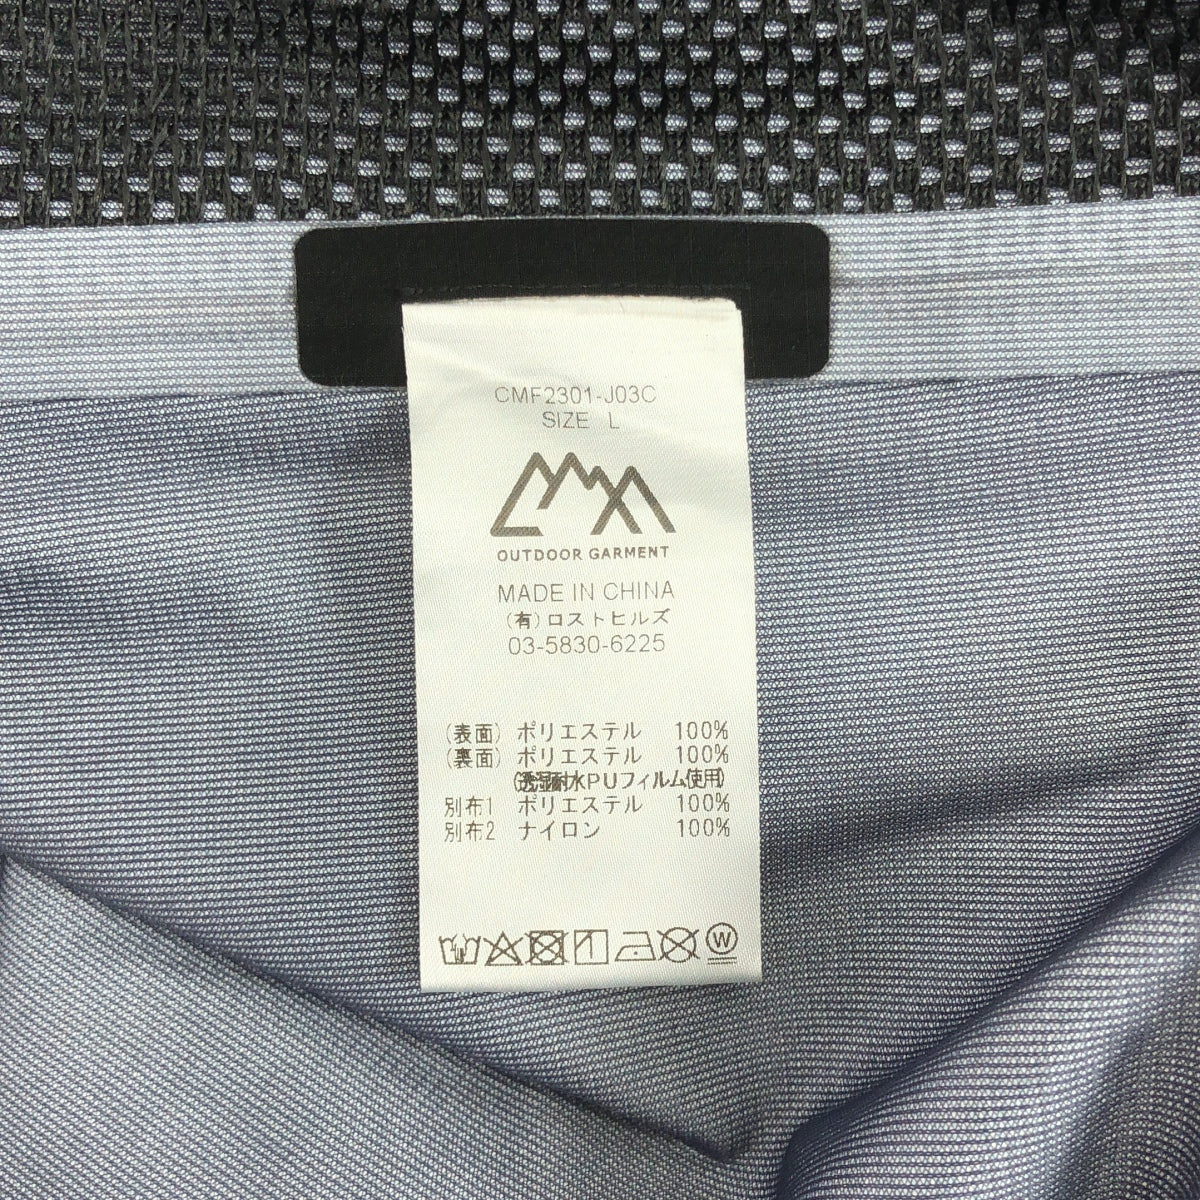 CMF2301-J03C
SIZE L
OUTDOOR GARMENT
MADE IN CHINA
(有)ロストヒルズ
03-5830-6225
(表面) ポリエステル 100%
(裏面) ポリエステル 100%
(透湿耐水PUフィルム使用)
別布1 ポリエステル 100%
別布2 ナイロン 100%
W